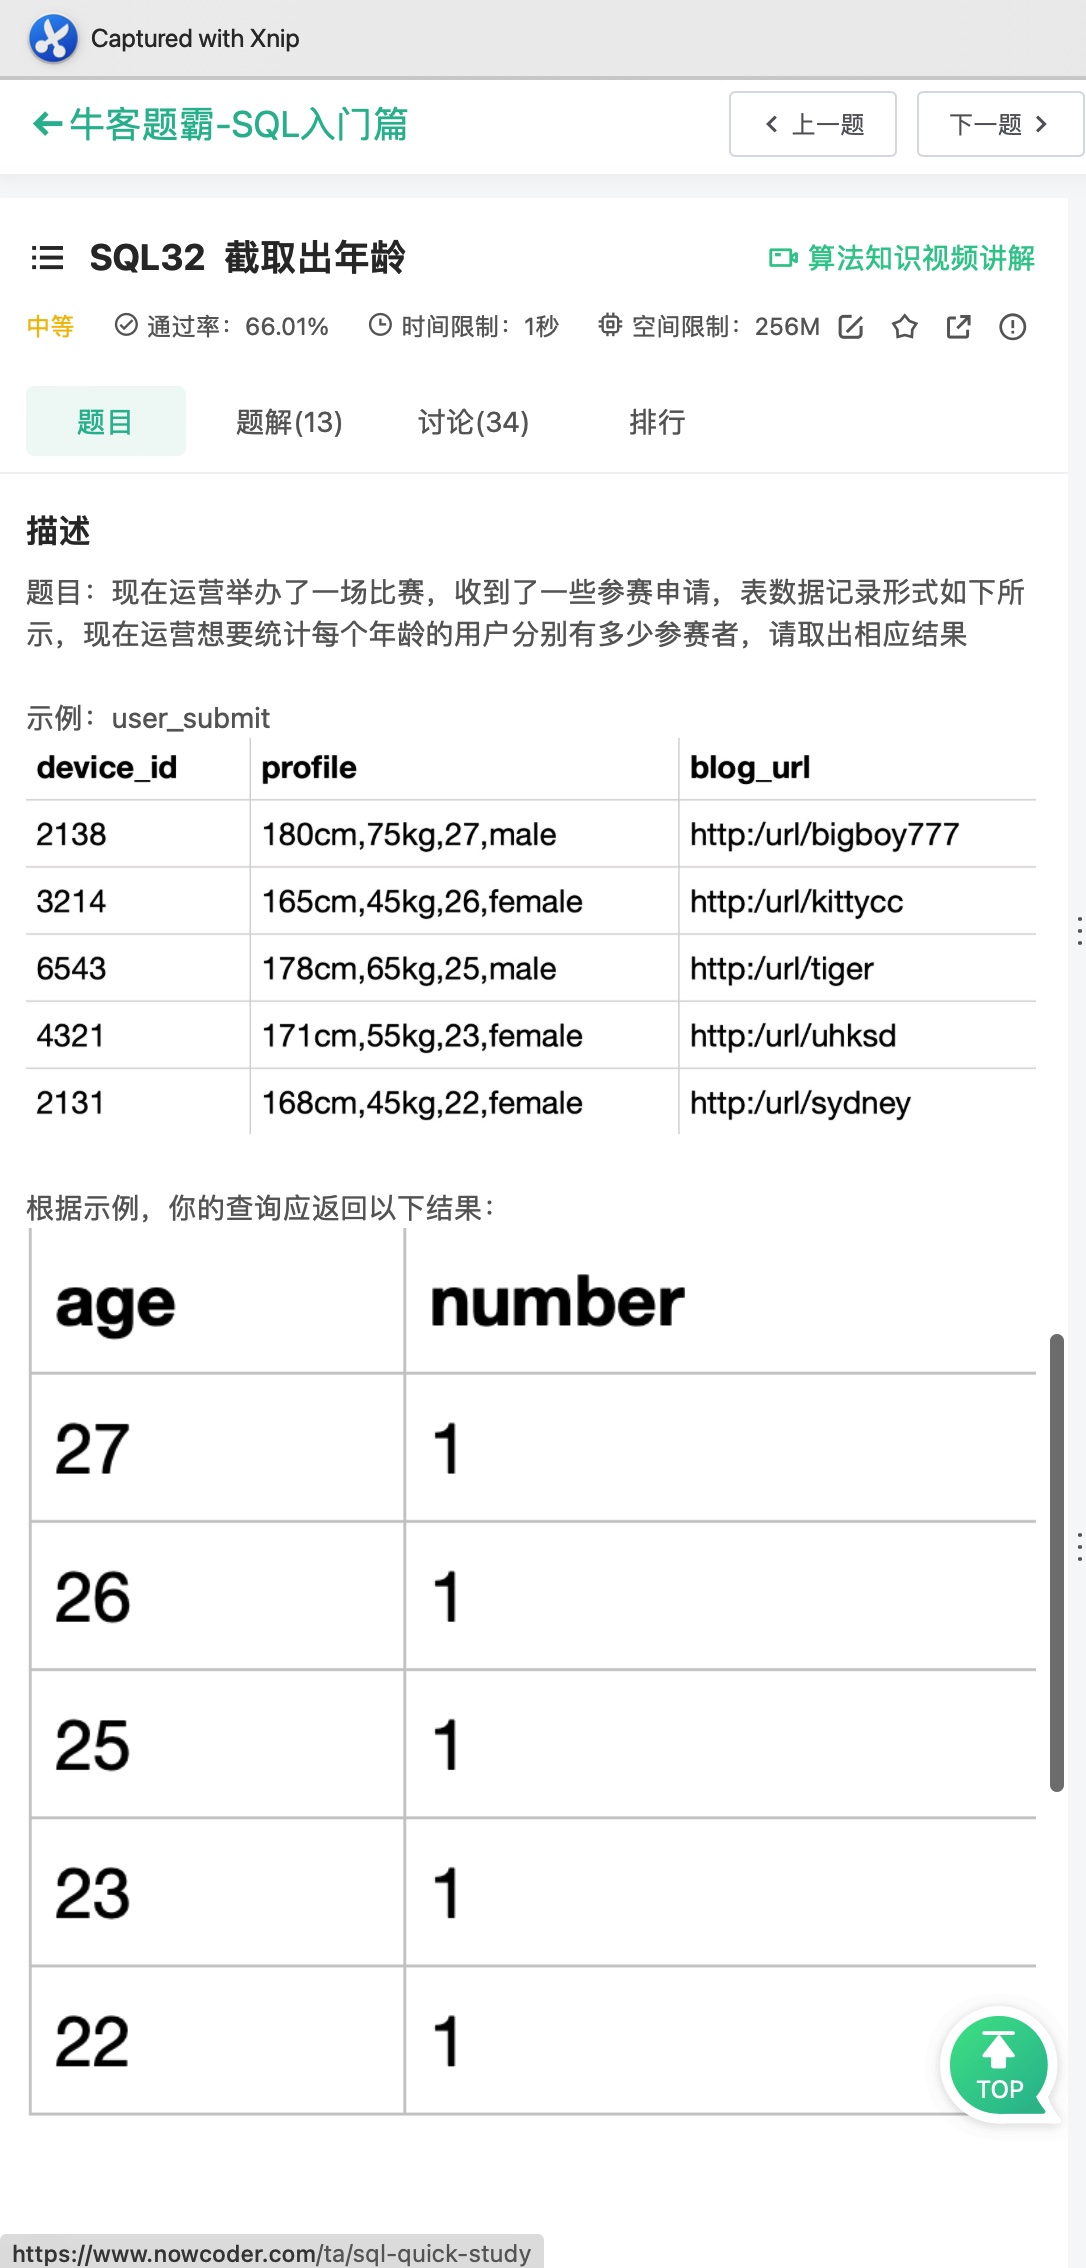 Captured with Xnip
牛客题霸-SQL入门篇
上一题
下一题
SQL32 截取出年龄
算法知识视频讲解
中等 通过率：66.01% 时间限制：1秒 空间限制：256M
题目 题解(13) 讨论(34) 排行
描述
题目：现在运营举办了一场比赛，收到了一些参赛申请，表数据记录形式如下所
示，现在运营想要统计每个年龄的用户分别有多少参赛者，请取出相应结果
示例：user_submit
device_id profile blog_url
2138 180cm,75kg,27,male http:/url/bigboy777
3214 165cm,45kg,26,female http:/url/kittycc
6543 178cm,65kg,25,male http:/url/tiger
4321 171cm,55kg,23,female http:/url/uhksd
2131 168cm,45kg,22,female http:/url/sydney
根据示例，你的查询应返回以下结果：
age number
27 1
26 1
25 1
23 1
22 1
TOP
https://www.nowcoder.com/ta/sql-quick-study